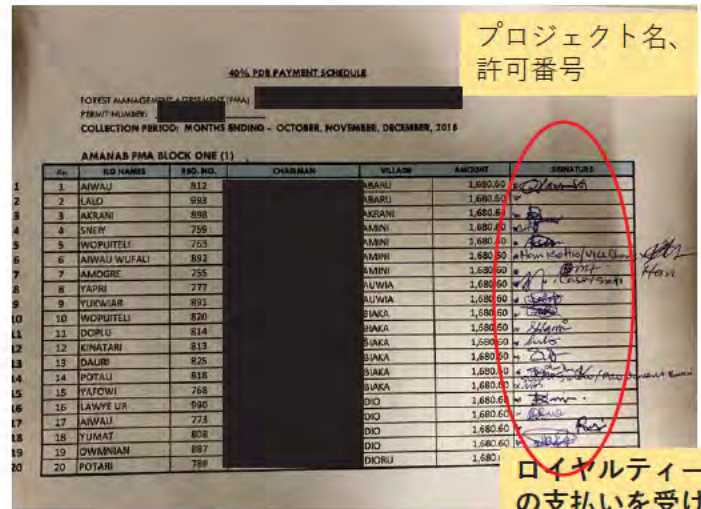 プロジェクト名、
許可番号
40% PDB PAYMENT SCHEDULE
FOREST MANAGEMENT AGREEMENT (FMA)
PERMIT NUMBER:
COLLECTION PERIOD: MONTHS ENDING - OCTOBER, NOVEMBER, DECEMBER, 2018
AMANAB FMA BLOCK ONE (1)
ILG NAMES REG. NO. CHAIRMAN VILLAGE AMOUNT SIGNATURE
1 1 AIWAU 812 ABARU 1,680.60
2 2 LALO 993 ABARU 1,680.60
3 3 AKRANI 898 AKRANI 1,680.60
4 4 SNEIY 759 AMINI 1,680.60
5 5 WOPUITELI 763 AMINI 1,680.60
6 6 AIWAU WUFALI 892 AMINI 1,680.60
7 7 AMOGRE 755 AMINI 1,680.60
8 8 YAPRI 777 AUWIA 1,680.60
9 9 YUKWIAR 891 AUWIA 1,680.60
10 10 WOPUITELI 820 BIAKA 1,680.60
11 11 DOPLU 814 BIAKA 1,680.60
12 12 KINATARI 813 BIAKA 1,680.60
13 13 DAURI 825 BIAKA 1,680.60
14 14 POTALI 818 BIAKA 1,680.60
15 15 YAFOWI 768 BIAKA 1,680.60
16 16 LAWYE UR 990 DIO 1,680.60
17 17 AIWAU 773 DIO 1,680.60
18 18 YUMAT 808 DIO 1,680.60
19 19 OWMNIAN 887 DIO 1,680.60
20 20 POTARI 788 DIORU
ロイヤルティー
の支払いを受け